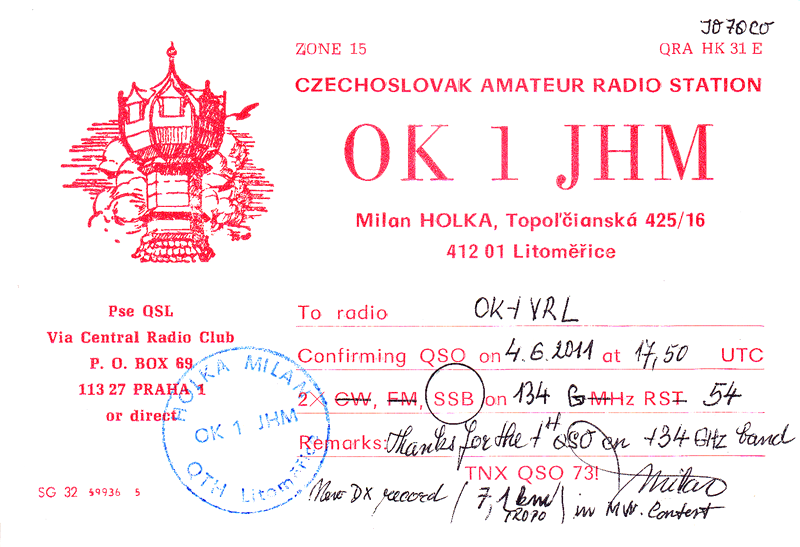 JO70CO
ZONE 15
QRA HK 31 E
CZECHOSLOVAK AMATEUR RADIO STATION
OK 1 JHM
Milan HOLKA, Topoľčianská 425/16
412 01 Litoměřice
Pse QSL
Via Central Radio Club
P. O. BOX 69
113 27 PRAHA 1
or direct
HOLKA MILAN
OK 1 JHM
QTH Litoměřice
SG 32 59936 5
To radio OK1VRL
Confirming QSO on 4.6.2011 at 17,50 UTC
2X CW, FM, SSB on 134 GMHz RST 54
Remarks: Thanks for the 1st QSO on 134 GHz band
TNX QSO 73! Milan
New DX record (7,1 km) in MW. Contest